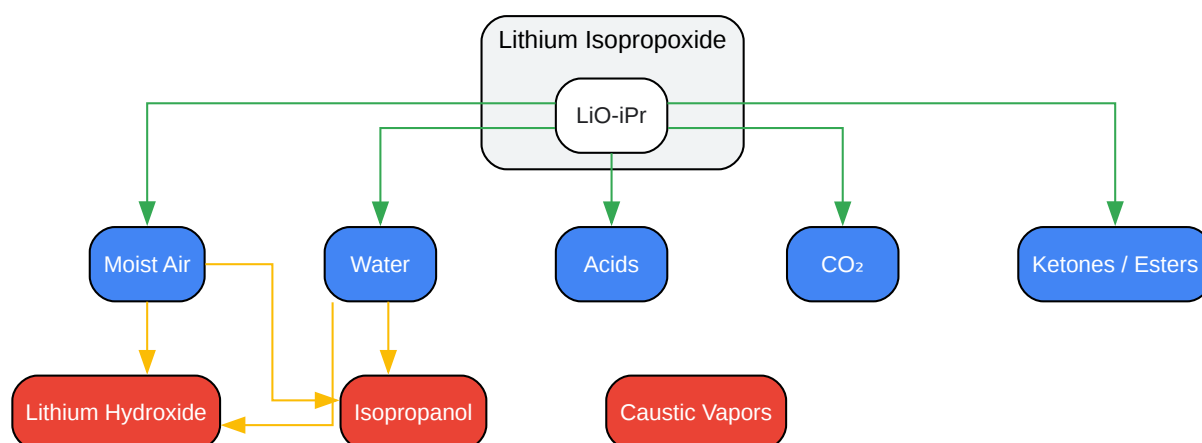 Lithium Isopropoxide
LiO-iPr
Moist Air
Water
Acids
CO₂
Ketones / Esters
Lithium Hydroxide
Isopropanol
Caustic Vapors